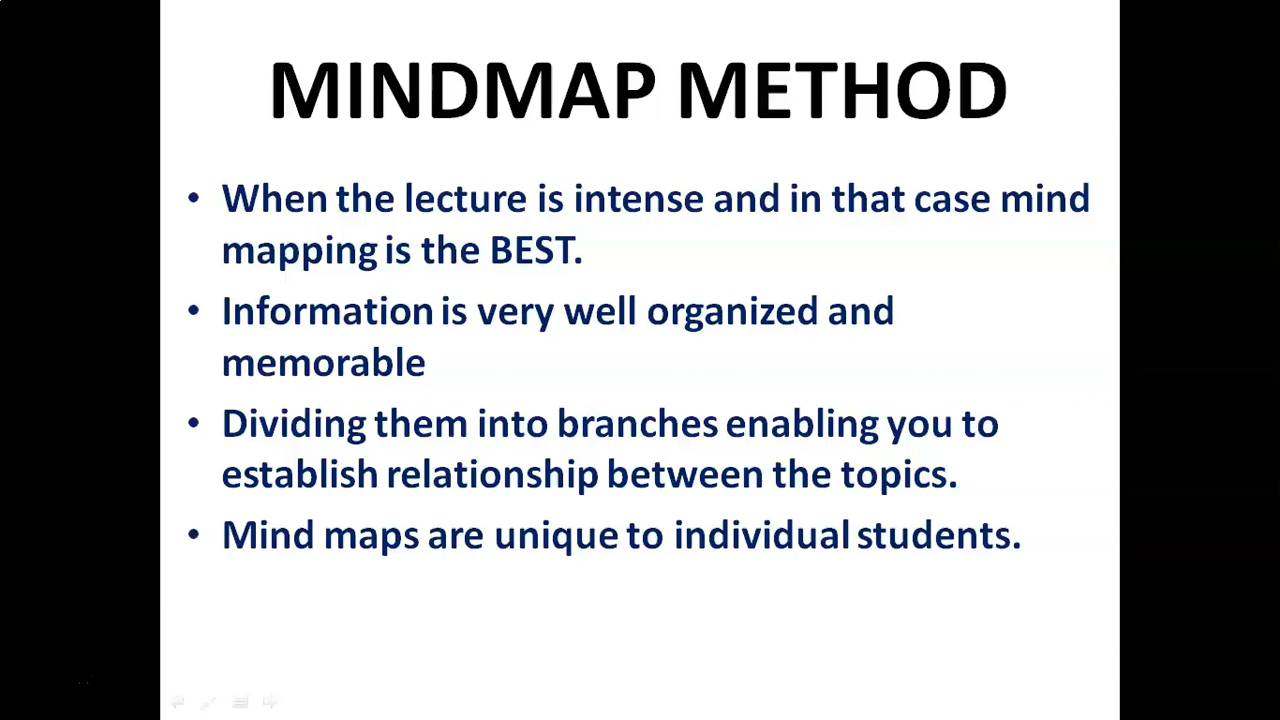 MINDMAP METHOD
• When the lecture is intense and in that case mind
mapping is the BEST.
• Information is very well organized and
memorable
• Dividing them into branches enabling you to
establish relationship between the topics.
• Mind maps are unique to individual students.